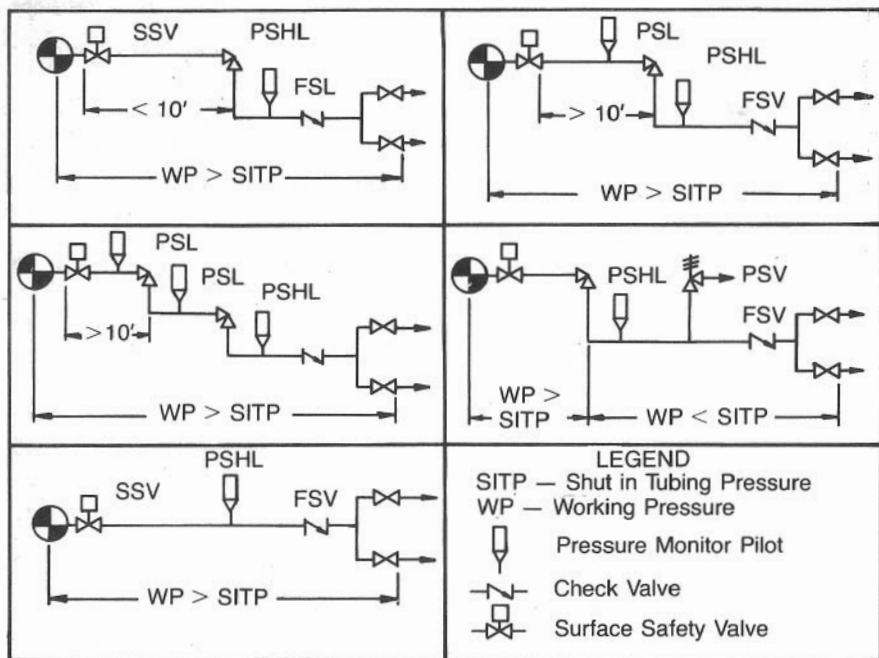 SSV
PSHL
FSL
< 10'
WP > SITP
PSL
PSHL
FSV
> 10'
WP > SITP
PSL
PSL
PSHL
> 10'
WP > SITP
PSHL
PSV
FSV
WP >
SITP
WP < SITP
PSHL
SSV
FSV
WP > SITP
LEGEND
SITP — Shut in Tubing Pressure
WP — Working Pressure
Pressure Monitor Pilot
Check Valve
Surface Safety Valve